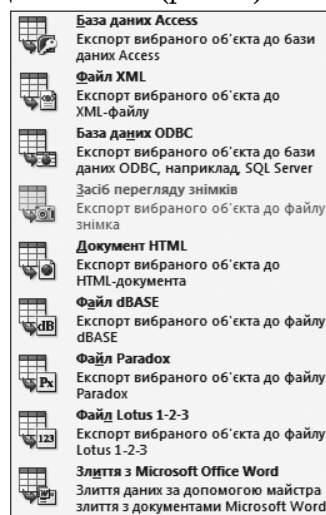 База даних Access
Експорт вибраного об'єкта до бази
даних Access
Файл XML
Експорт вибраного об'єкта до
XML-файлу
База даних ODBC
Експорт вибраного об'єкта до бази
даних ODBC, наприклад, SQL Server
Засіб перегляду знімків
Експорт вибраного об'єкта до файлу
знімка
Документ HTML
Експорт вибраного об'єкта до
HTML-документа
Файл dBASE
dB
Експорт вибраного об'єкта до файлу
dBASE
Файл Paradox
Px
Експорт вибраного об'єкта до файлу
Paradox
Файл Lotus 1-2-3
123
Експорт вибраного об'єкта до файлу
Lotus 1-2-3
Злиття з Microsoft Office Word
Злиття даних за допомогою майстра
злиття з документами Microsoft Word